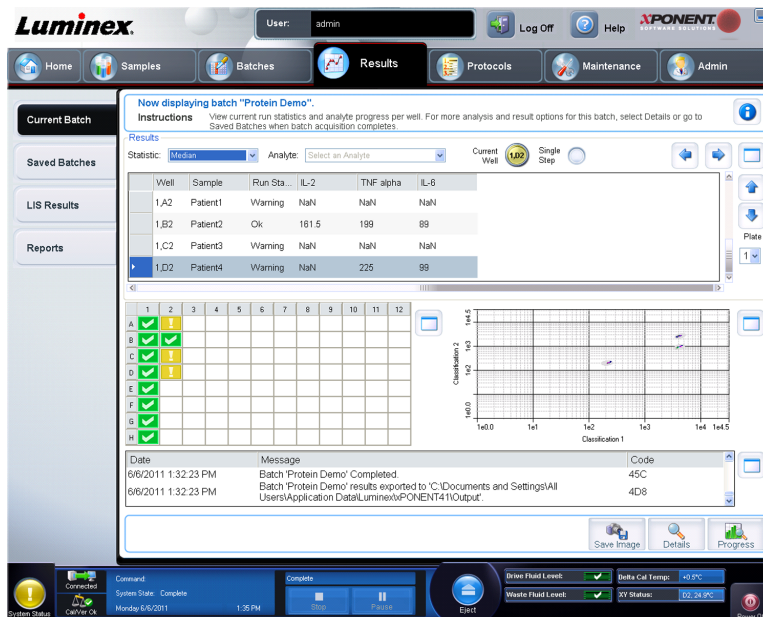 Luminex.
User: admin
Log Off
Help
XPONENT.
SOFTWARE SOLUTIONS
Home
Samples
Batches
Results
Protocols
Maintenance
Admin
Current Batch
Saved Batches
LIS Results
Reports
Now displaying batch "Protein Demo".
Instructions View current run statistics and analyte progress per well. For more analysis and result options for this batch, select Details or go to
Saved Batches when batch acquisition completes.
Results
Statistic: Median Analyte: Select an Analyte
Current Well 1,D2 Single Step
Well Sample Run Sta... IL-2 TNF alpha IL-6
1,A2 Patient1 Warning NaN NaN NaN
1,B2 Patient2 Ok 161.5 199 89
1,C2 Patient3 Warning NaN NaN NaN
1,D2 Patient4 Warning NaN 225 99
Plate
1
1 2 3 4 5 6 7 8 9 10 11 12
A
B
C
D
E
F
G
H
Classification 2
1e4.5
1e3
1e2
1e0.0
1e0.0 1e1 1e2 1e3 1e4 1e4.5
Classification 1
Date Message Code
6/6/2011 1:32:23 PM Batch 'Protein Demo' Completed. 45C
6/6/2011 1:32:23 PM Batch 'Protein Demo' results exported to 'C:\Documents and Settings\All 4D8
Users\Application Data\Luminex\xPONENT41\Output'.
Save Image
Details
Progress
System Status
Connected
Cal/Ver Ok
Command:
System State: Complete
Monday 6/6/2011 1:35 PM
Complete
Stop
Pause
Eject
Drive Fluid Level:
Waste Fluid Level:
Delta Cal Temp: +0.5°C
XY Status: D2, 24.9°C